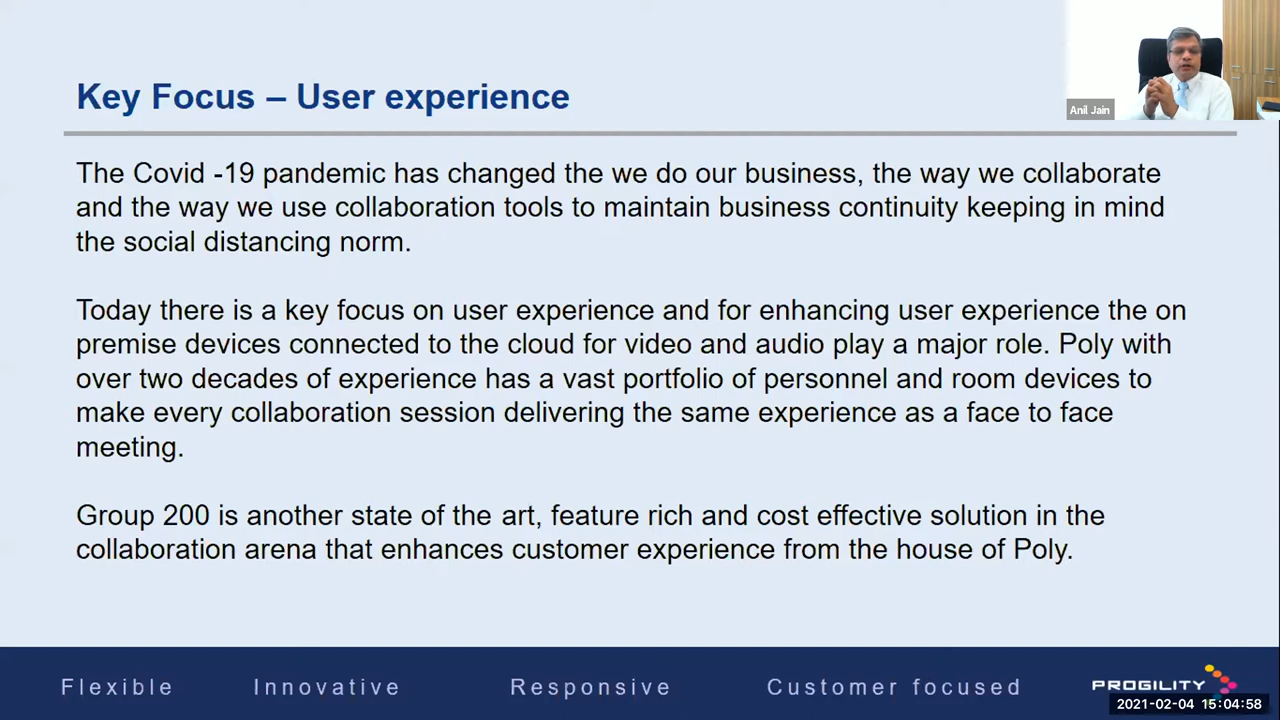 Key Focus – User experience
Anil Jain
The Covid -19 pandemic has changed the we do our business, the way we collaborate
and the way we use collaboration tools to maintain business continuity keeping in mind
the social distancing norm.
Today there is a key focus on user experience and for enhancing user experience the on
premise devices connected to the cloud for video and audio play a major role. Poly with
over two decades of experience has a vast portfolio of personnel and room devices to
make every collaboration session delivering the same experience as a face to face
meeting.
Group 200 is another state of the art, feature rich and cost effective solution in the
collaboration arena that enhances customer experience from the house of Poly.
Flexible Innovative Responsive Customer focused PROGILITY
2021-02-04 15:04:58